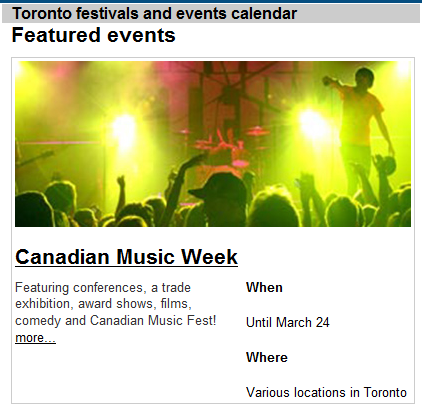 Toronto festivals and events calendar
Featured events
Canadian Music Week
Featuring conferences, a trade
exhibition, award shows, films,
comedy and Canadian Music Fest!
more...
When
Until March 24
Where
Various locations in Toronto